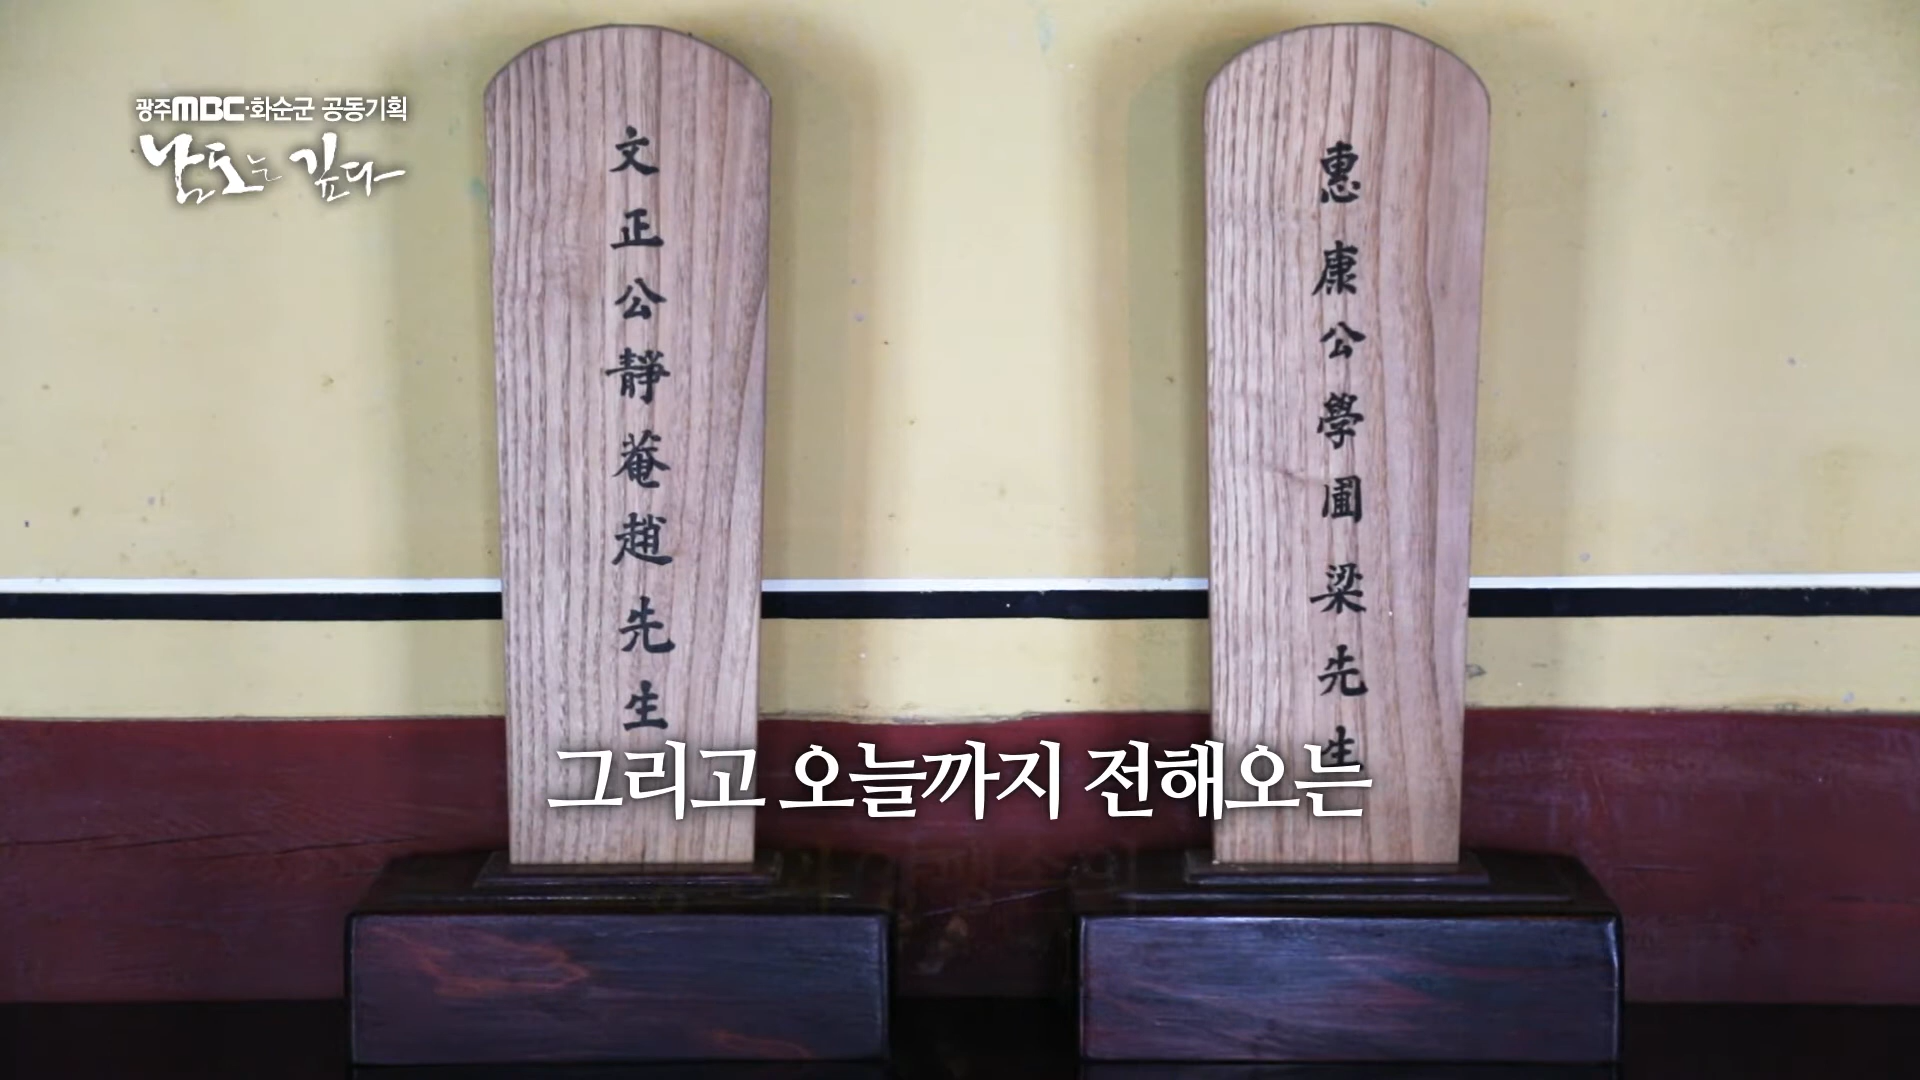 광주MBC·화순군 공동기획
남도는 깊다
文正公靜菴趙先生
惠康公學圃梁先生
그리고 오늘까지 전해오는